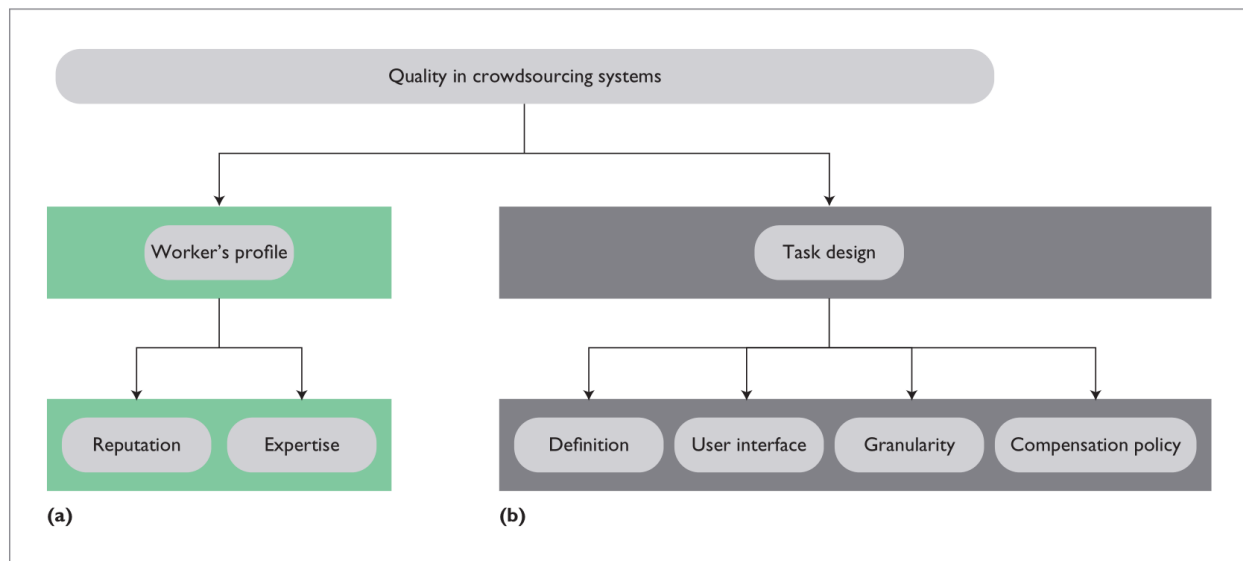 Quality in crowdsourcing systems
Worker’s profile
Task design
Reputation
Expertise
Definition
User interface
Granularity
Compensation policy
(a)
(b)